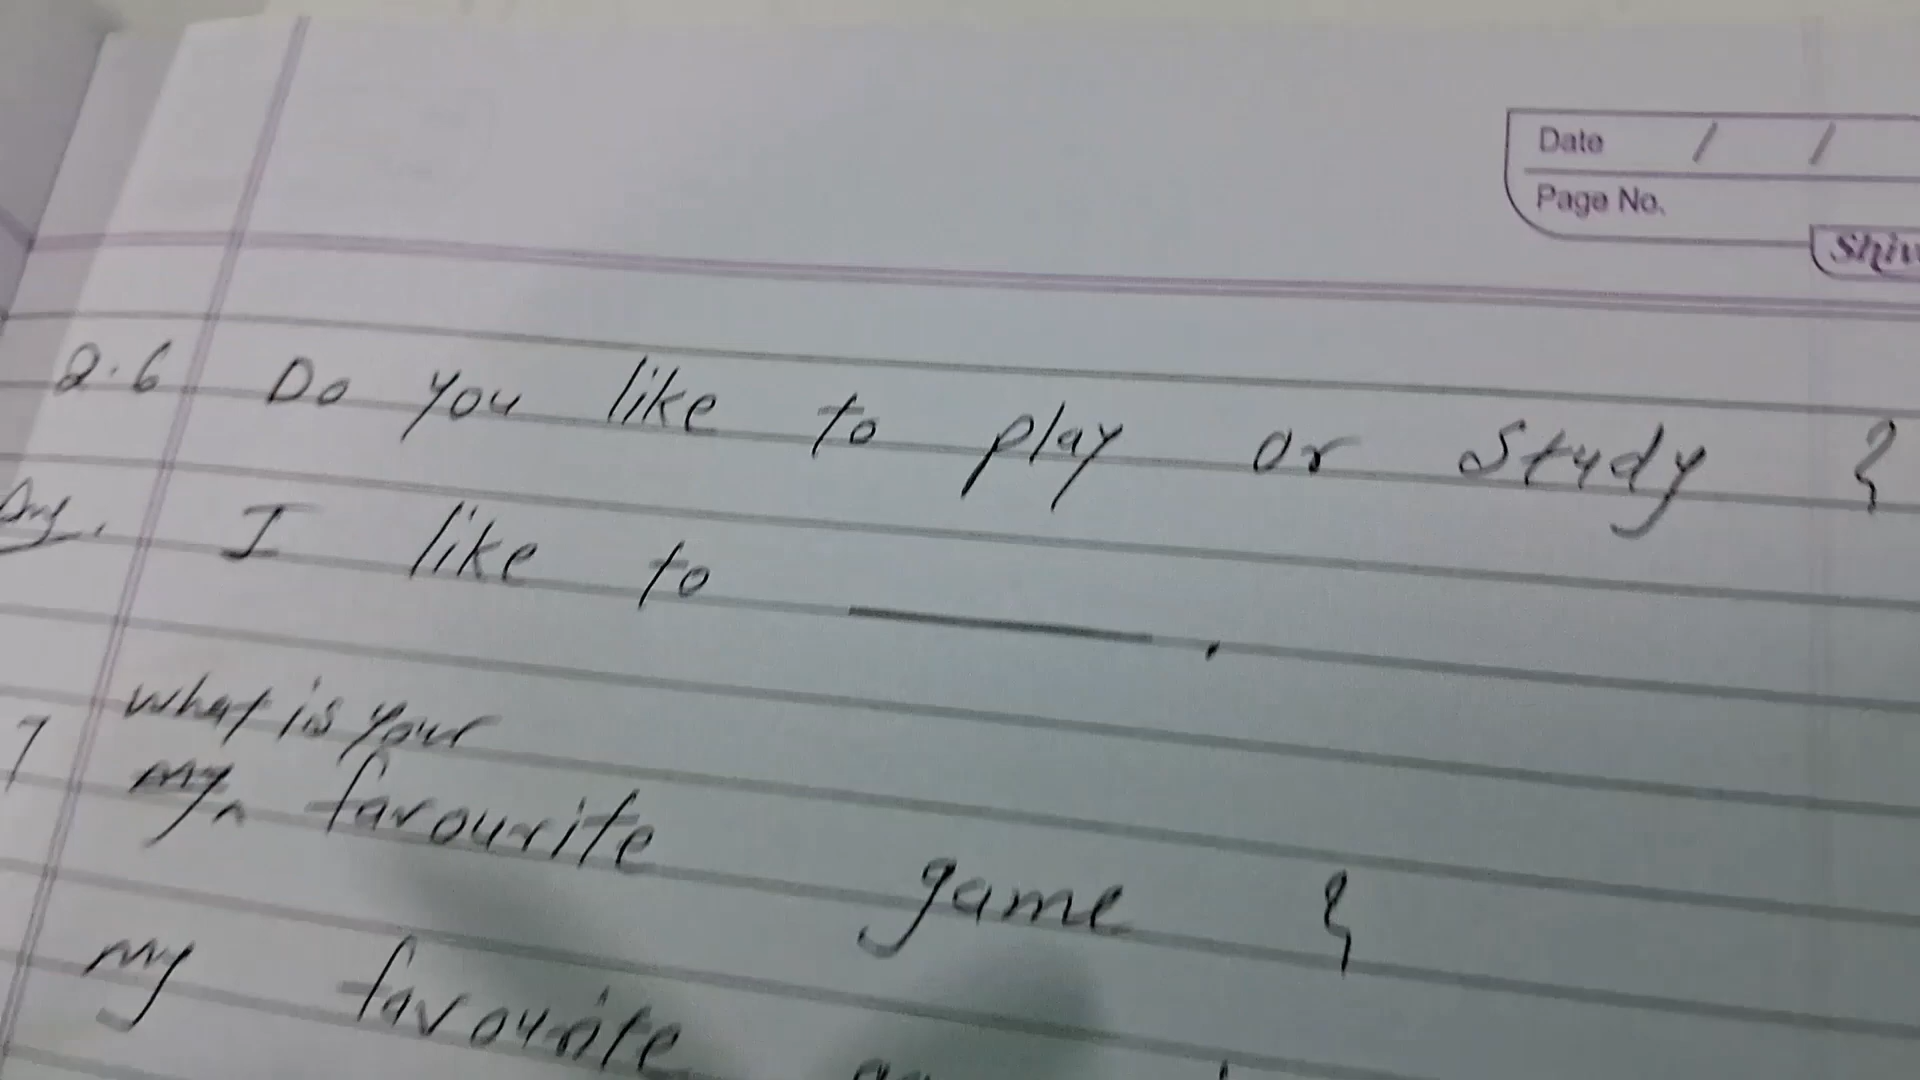 Date / /
Page No.
Shiv
Q.6 Do you like to play or study ?
Ans. I like to ______ .
what is your
7 my favourite game ?
my favourite